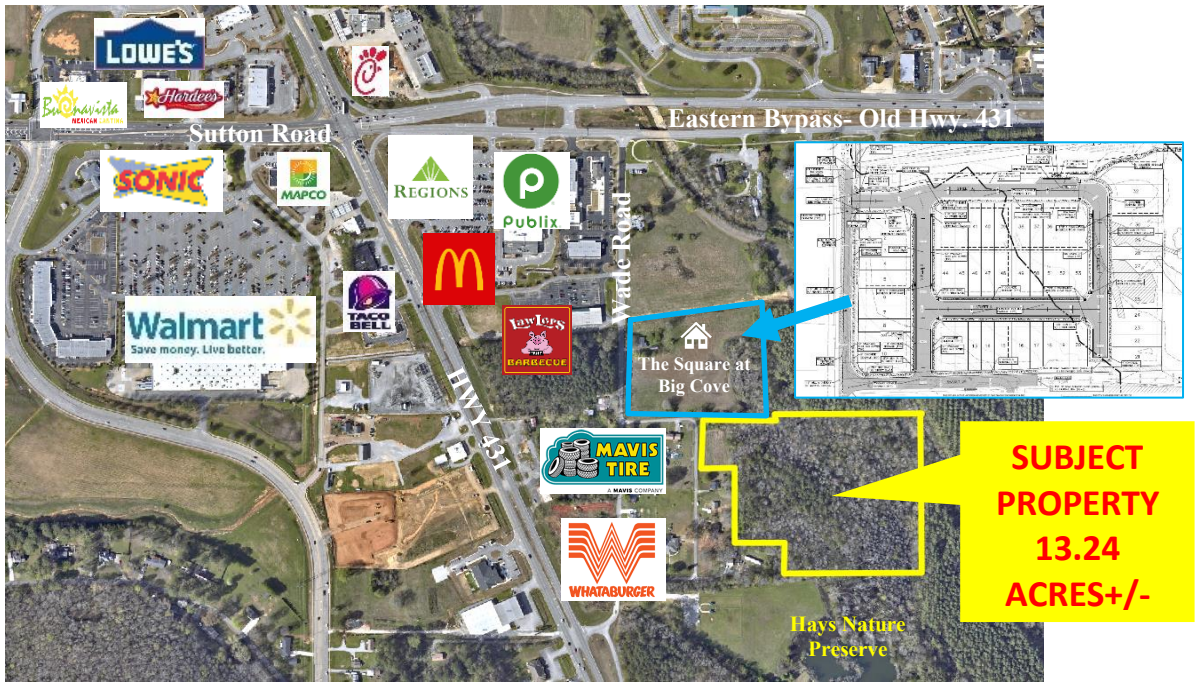 LOWE'S
Buenavista
MEXICAN CANTINA
Hardee's
Sutton Road
Eastern Bypass- Old Hwy. 431
SONIC
MAPCO
REGIONS
Publix
Wade Road
TACO
BELL
Walmart
Save money. Live better.
LawLers
BARBECUE
The Square at
Big Cove
HWY 431
MAVIS
TIRE
A MAVIS COMPANY
WHATABURGER
SUBJECT
PROPERTY
13.24
ACRES+/-
Hays Nature
Preserve